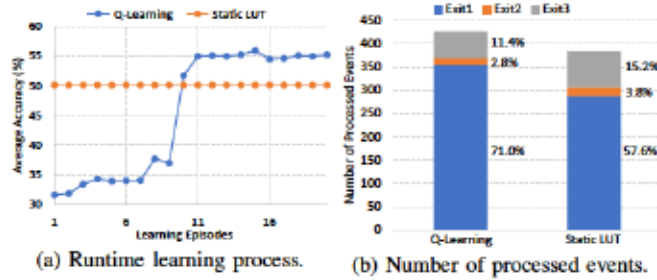 Q-Learning Static LUT
Average Accuracy (%)
60
55
50
45
40
35
30
1 6 11 16
Learning Episodes
(a) Runtime learning process.
Exit1 Exit2 Exit3
Number of Processed Events
450
400
350
300
250
200
150
100
50
0
11.4%
2.8%
71.0%
15.2%
3.8%
57.6%
Q-Learning Static LUT
(b) Number of processed events.